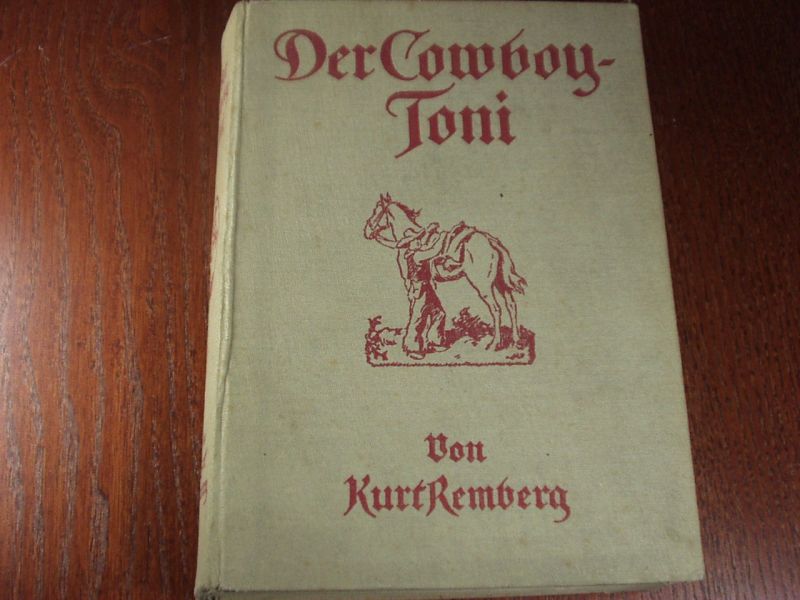 Der Cowboy-
Toni
Von
Kurt Remberg